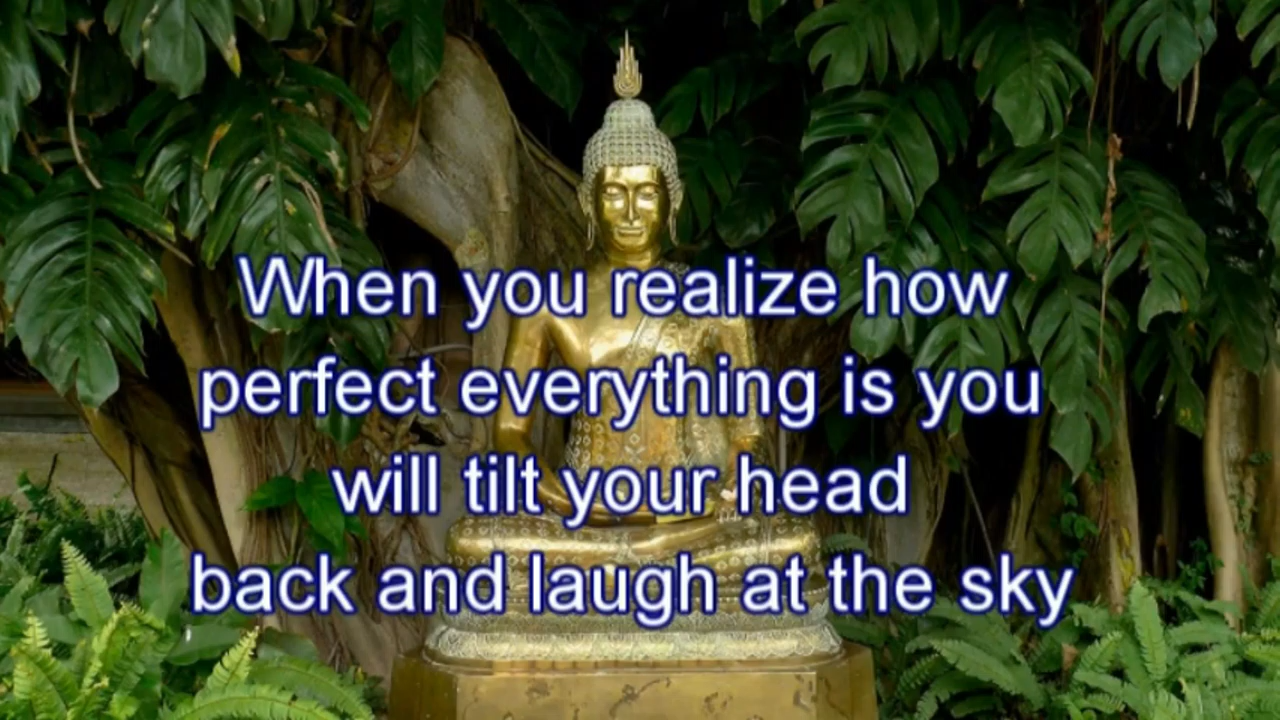 When you realize how
perfect everything is you
will tilt your head
back and laugh at the sky